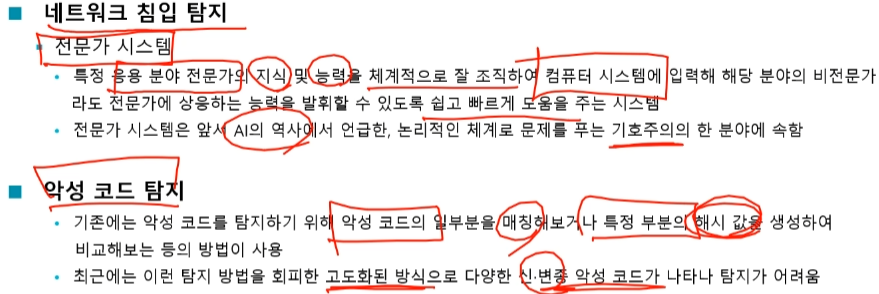 네트워크 침입 탐지
전문가 시스템
특정 응용 분야 전문가의 지식 및 능력을 체계적으로 잘 조직하여 컴퓨터 시스템에 입력해 해당 분야의 비전문가
라도 전문가에 상응하는 능력을 발휘할 수 있도록 쉽고 빠르게 도움을 주는 시스템
전문가 시스템은 앞서 AI의 역사에서 언급한, 논리적인 체계로 문제를 푸는 기호주의의 한 분야에 속함
악성 코드 탐지
기존에는 악성 코드를 탐지하기 위해 악성 코드의 일부분을 매칭해보거나 특정 부분의 해시 값을 생성하여
비교해보는 등의 방법이 사용
최근에는 이런 탐지 방법을 회피한 고도화된 방식으로 다양한 신·변종 악성 코드가 나타나 탐지가 어려움